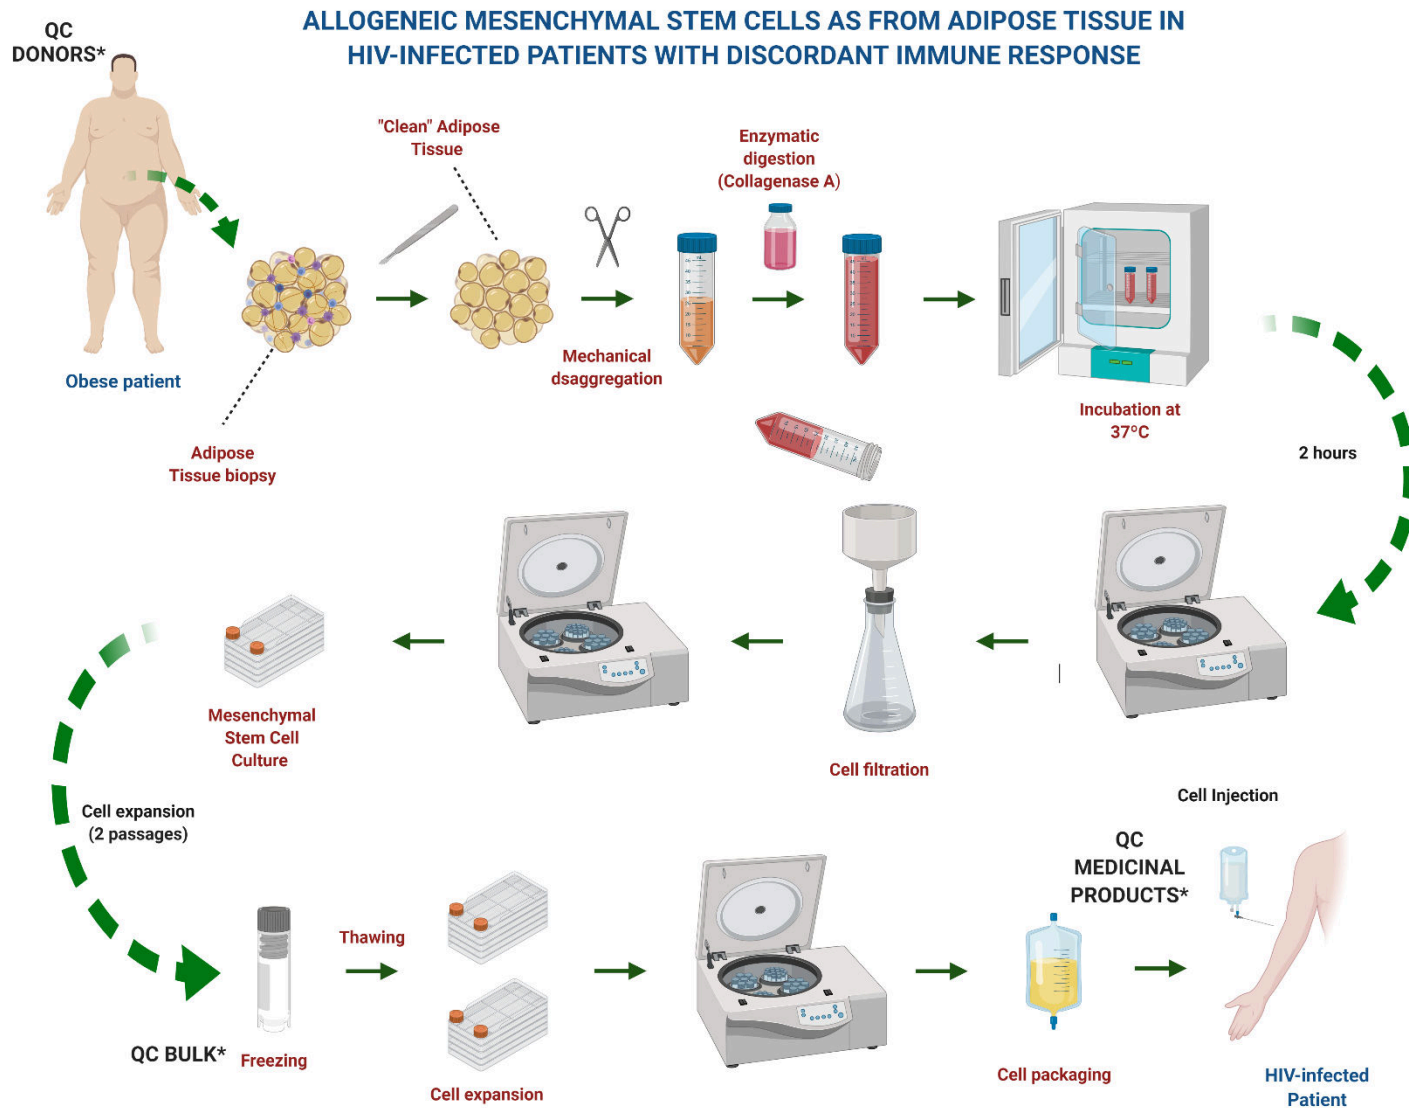 ALLOGENEIC MESENCHYMAL STEM CELLS AS FROM ADIPOSE TISSUE IN
HIV-INFECTED PATIENTS WITH DISCORDANT IMMUNE RESPONSE
QC
DONORS*
"Clean" Adipose
Tissue
Enzymatic
digestion
(Collagenase A)
Obese patient
Mechanical
dsaggregation
Adipose
Tissue biopsy
Incubation at
37°C
2 hours
Mesenchymal
Stem Cell
Culture
Cell filtration
Cell expansion
(2 passages)
Cell Injection
QC
MEDICINAL
PRODUCTS*
Thawing
QC BULK*
Freezing
Cell expansion
Cell packaging
HIV-infected
Patient